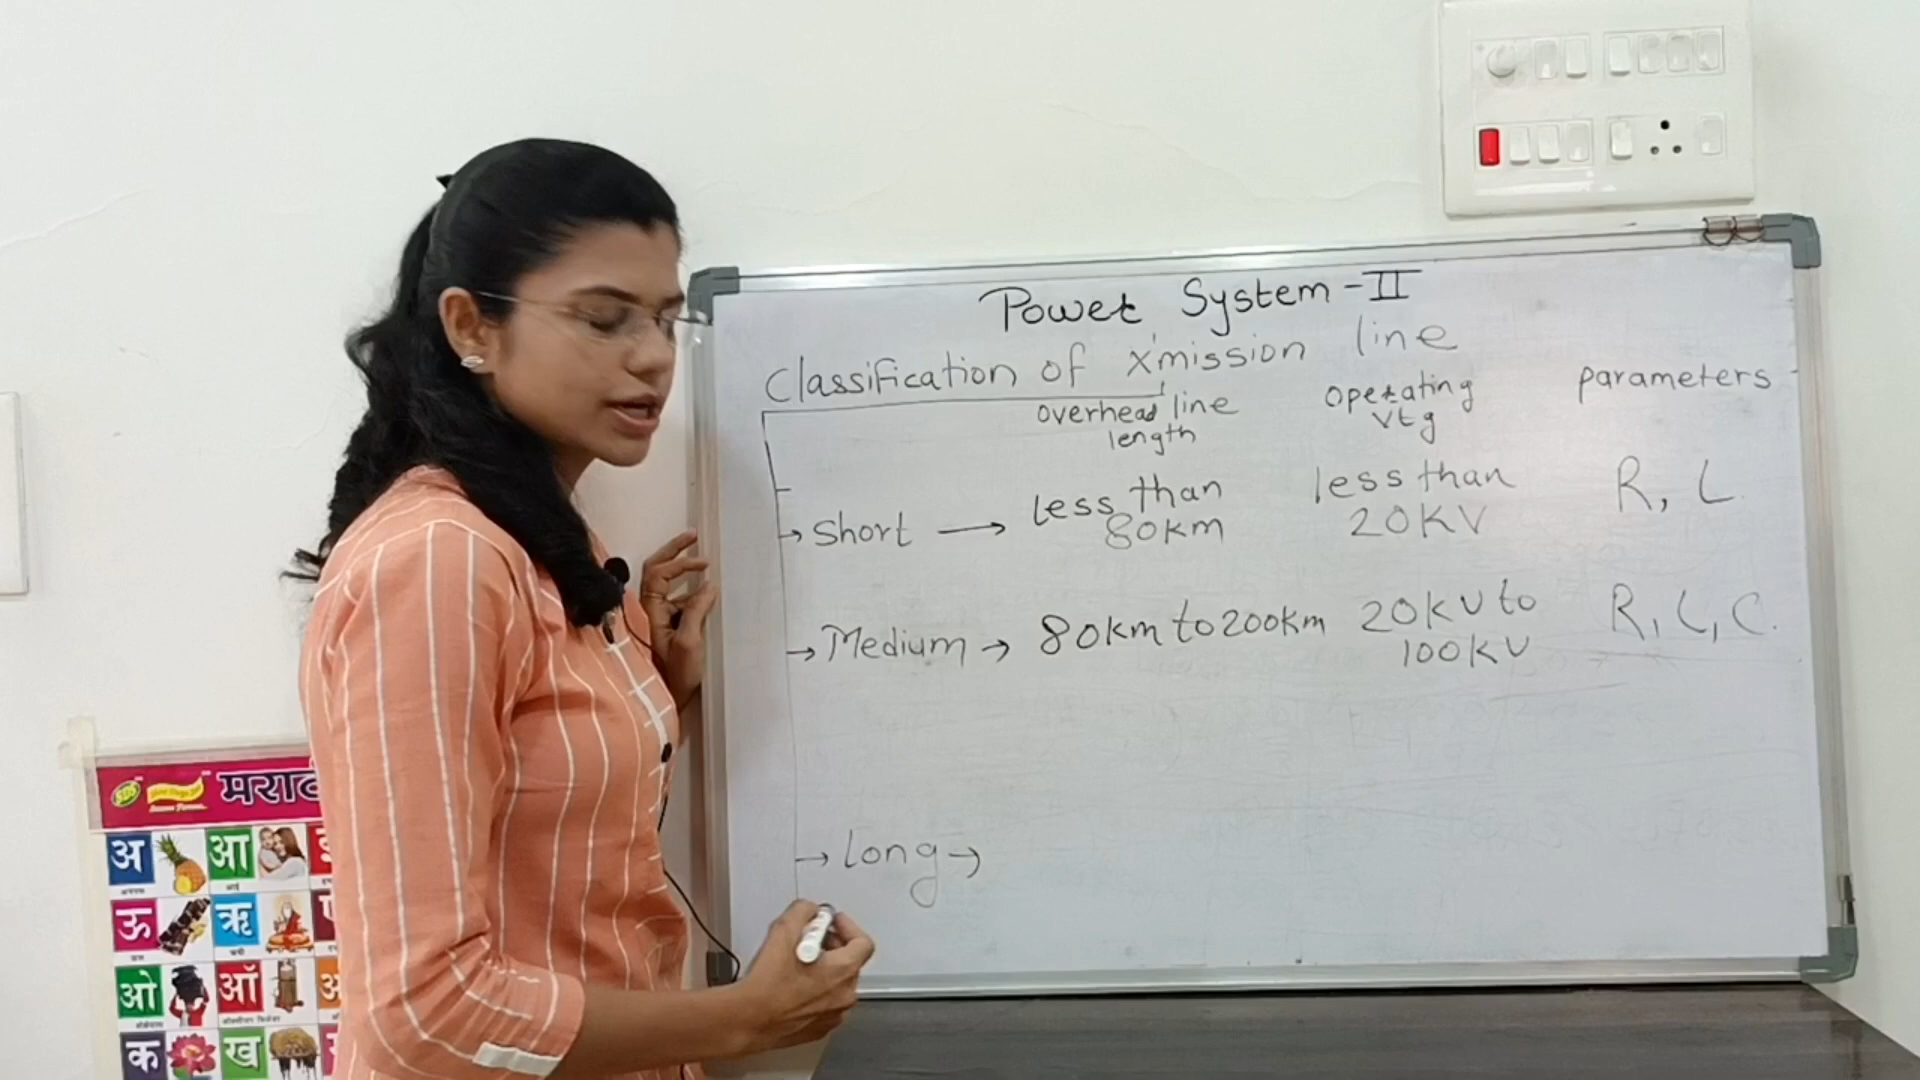 Power System - II
Classification of x'mission line
overhead line length
operating vtg
parameters
→ Short → less than 80km
less than 20KV
R, L
→ Medium → 80km to 200km
20KV to 100KV
R, L, C.
→ Long →
मरा
अ
आ
आई
ऊ
ऋ
ओ
ऑ
क
ख